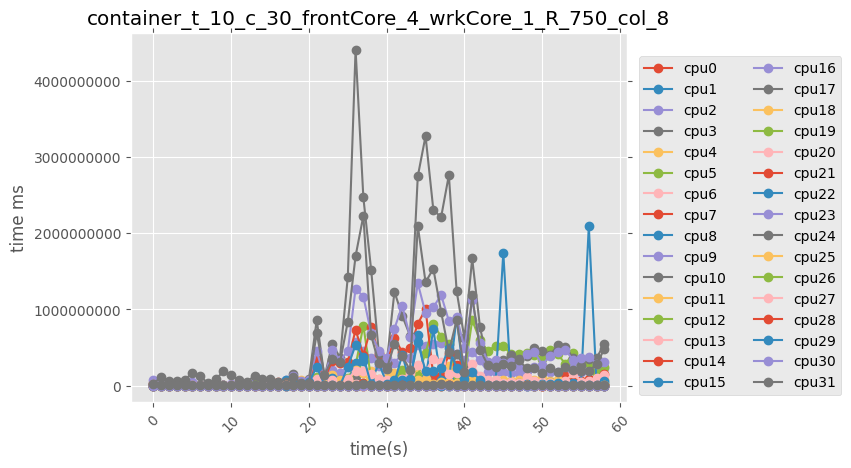 container_t_10_c_30_frontCore_4_wrkCore_1_R_750_col_8
time ms
4000000000
3000000000
2000000000
1000000000
0
0
10
20
30
40
50
60
time(s)
cpu0
cpu1
cpu2
cpu3
cpu4
cpu5
cpu6
cpu7
cpu8
cpu9
cpu10
cpu11
cpu12
cpu13
cpu14
cpu15
cpu16
cpu17
cpu18
cpu19
cpu20
cpu21
cpu22
cpu23
cpu24
cpu25
cpu26
cpu27
cpu28
cpu29
cpu30
cpu31